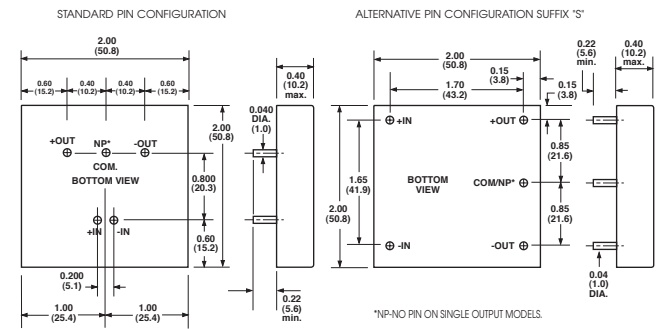 STANDARD PIN CONFIGURATION
2.00
(50.8)
0.60
(15.2)
0.40
(10.2)
0.40
(10.2)
0.60
(15.2)
0.40
(10.2)
max.
0.040
DIA.
(1.0)
2.00
(50.8)
+OUT
NP*
-OUT
COM.
BOTTOM VIEW
0.800
(20.3)
+IN
-IN
0.60
(15.2)
0.200
(5.1)
1.00
(25.4)
1.00
(25.4)
0.22
(5.6)
min.
ALTERNATIVE PIN CONFIGURATION SUFFIX "S"
2.00
(50.8)
0.15
(3.8)
1.70
(43.2)
0.22
(5.6)
min.
0.40
(10.2)
max.
0.15
(3.8)
+IN
+OUT
0.85
(21.6)
1.65
(41.9)
BOTTOM
VIEW
COM/NP*
2.00
(50.8)
0.85
(21.6)
-IN
-OUT
0.04
(1.0)
DIA.
*NP-NO PIN ON SINGLE OUTPUT MODELS.